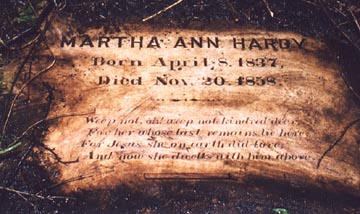 MARTHA ANN HARDY
Born April 8. 1837,
Died Nov. 20. 1858.
Weep not, oh! weep not kindred dear,
For her whose last remains lie here,
For Jesus she on earth did love,
And now she dwells with him above.